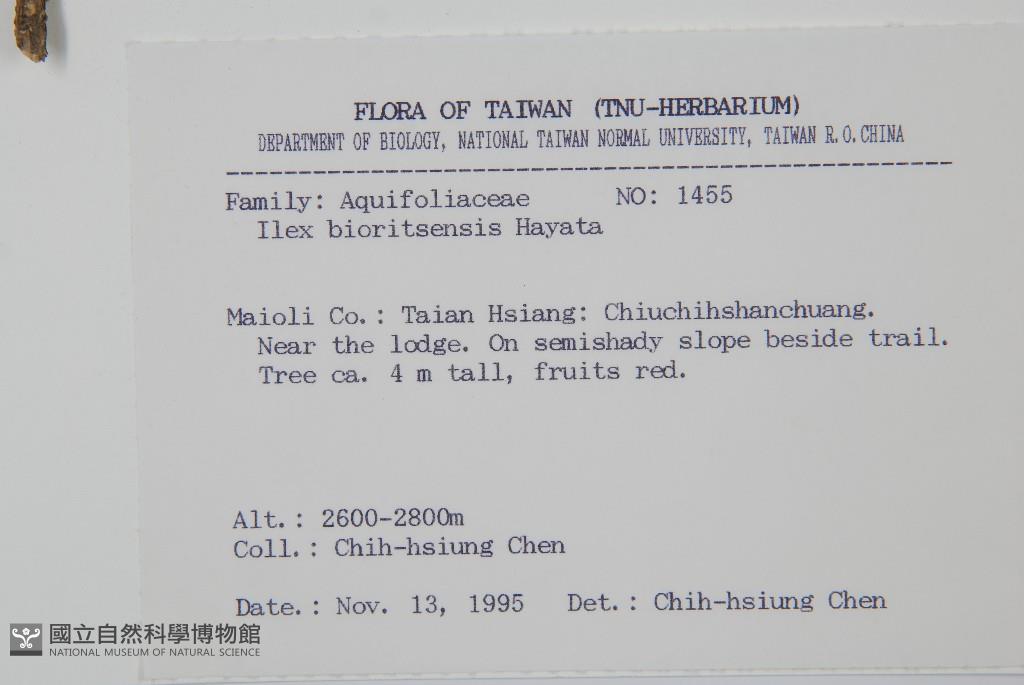 FLORA OF TAIWAN (TNU-HERBARIUM)
DEPARTMENT OF BIOLOGY, NATIONAL TAIWAN NORMAL UNIVERSITY, TAIWAN R.O.CHINA
Family: Aquifoliaceae NO: 1455
Ilex bioritsensis Hayata
Maioli Co.: Taian Hsiang: Chiuchihshanchuang.
Near the lodge. On semishady slope beside trail.
Tree ca. 4 m tall, fruits red.
Alt.: 2600-2800m
Coll.: Chih-hsiung Chen
Date.: Nov. 13, 1995 Det.: Chih-hsiung Chen
國立自然科學博物館
NATIONAL MUSEUM OF NATURAL SCIENCE